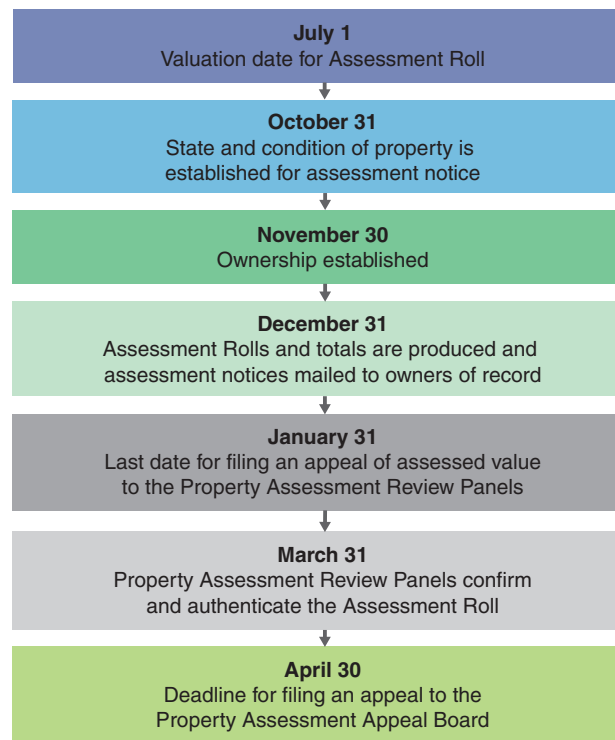 July 1
Valuation date for Assessment Roll
October 31
State and condition of property is
established for assessment notice
November 30
Ownership established
December 31
Assessment Rolls and totals are produced and
assessment notices mailed to owners of record
January 31
Last date for filing an appeal of assessed value
to the Property Assessment Review Panels
March 31
Property Assessment Review Panels confirm
and authenticate the Assessment Roll
April 30
Deadline for filing an appeal to the
Property Assessment Appeal Board